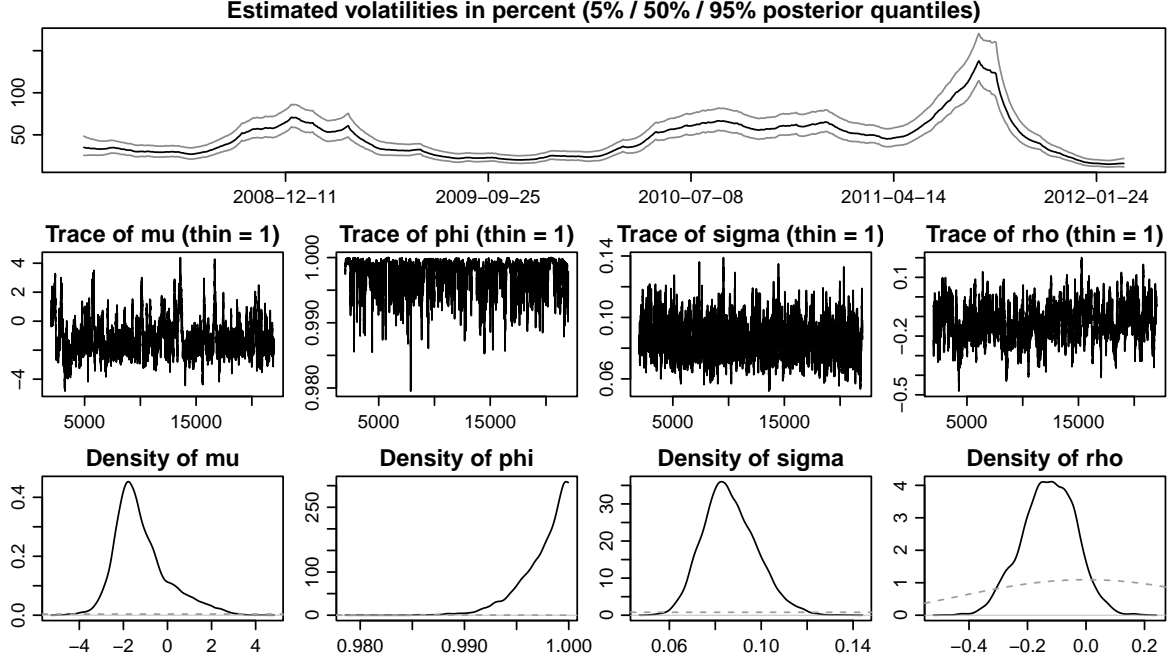 Estimated volatilities in percent (5% / 50% / 95% posterior quantiles)
50 100
2008−12−11 2009−09−25 2010−07−08 2011−04−14 2012−01−24
Trace of mu (thin = 1) Trace of phi (thin = 1) Trace of sigma (thin = 1) Trace of rho (thin = 1)
−4 0 2 4
0.980 0.990 1.000
0.06 0.10 0.14
−0.5 −0.2 0.1
5000 15000 5000 15000 5000 15000 5000 15000
Density of mu Density of phi Density of sigma Density of rho
0.0 0.2 0.4
0 100 250
0 10 20 30
0 1 2 3 4
−4 −2 0 2 4 0.980 0.990 1.000 0.06 0.10 0.14 −0.4 −0.2 0.0 0.2